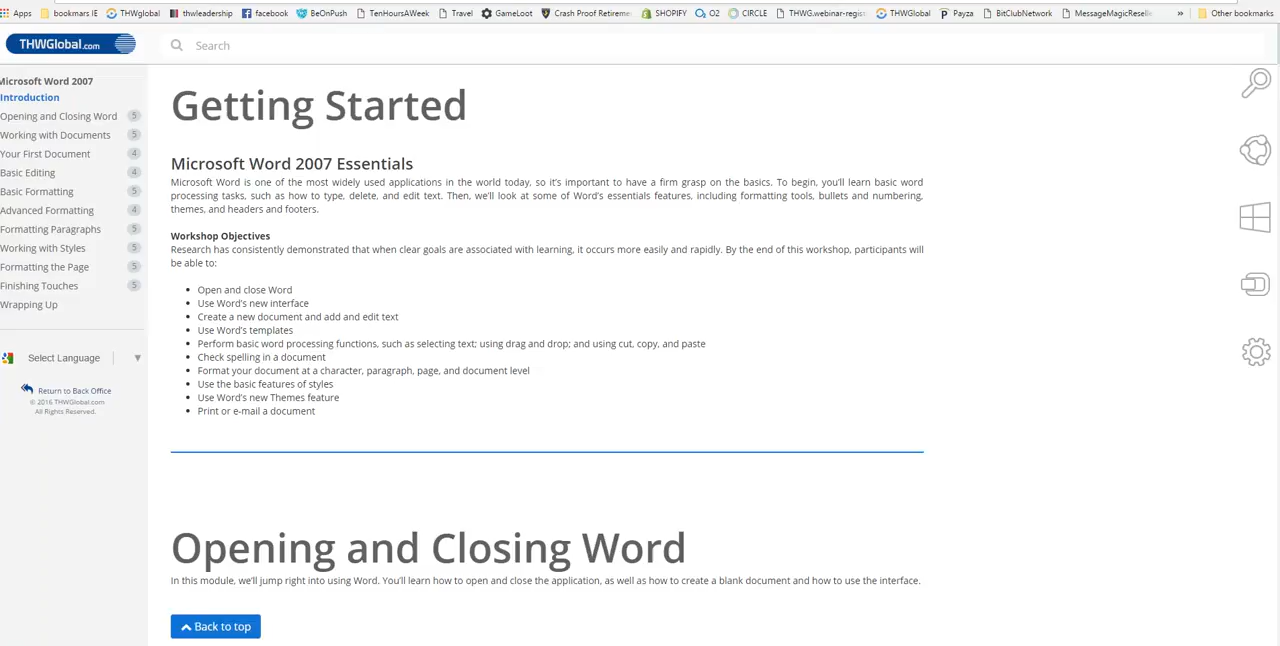 Apps bookmars IE THWglobal thwleadership facebook BeOnPush TenHoursAWeek Travel GameLoot Crash Proof Retireme SHOPIFY O2 CIRCLE THWG.webinar-regis THWGlobal Payza BitClubNetwork MessageMagicReselle » Other bookmarks
THWGlobal.com
Search
Microsoft Word 2007
Introduction
Opening and Closing Word 5
Working with Documents 5
Your First Document 4
Basic Editing 4
Basic Formatting 5
Advanced Formatting 4
Formatting Paragraphs 5
Working with Styles 5
Formatting the Page 5
Finishing Touches 5
Wrapping Up
Select Language
Return to Back Office
© 2016 THWGlobal.com
All Rights Reserved.
Getting Started
Microsoft Word 2007 Essentials
Microsoft Word is one of the most widely used applications in the world today, so it's important to have a firm grasp on the basics. To begin, you'll learn basic word
processing tasks, such as how to type, delete, and edit text. Then, we'll look at some of Word's essentials features, including formatting tools, bullets and numbering,
themes, and headers and footers.
Workshop Objectives
Research has consistently demonstrated that when clear goals are associated with learning, it occurs more easily and rapidly. By the end of this workshop, participants will
be able to:
Open and close Word
Use Word's new interface
Create a new document and add and edit text
Use Word's templates
Perform basic word processing functions, such as selecting text; using drag and drop; and using cut, copy, and paste
Check spelling in a document
Format your document at a character, paragraph, page, and document level
Use the basic features of styles
Use Word's new Themes feature
Print or e-mail a document
Opening and Closing Word
In this module, we'll jump right into using Word. You'll learn how to open and close the application, as well as how to create a blank document and how to use the interface.
Back to top